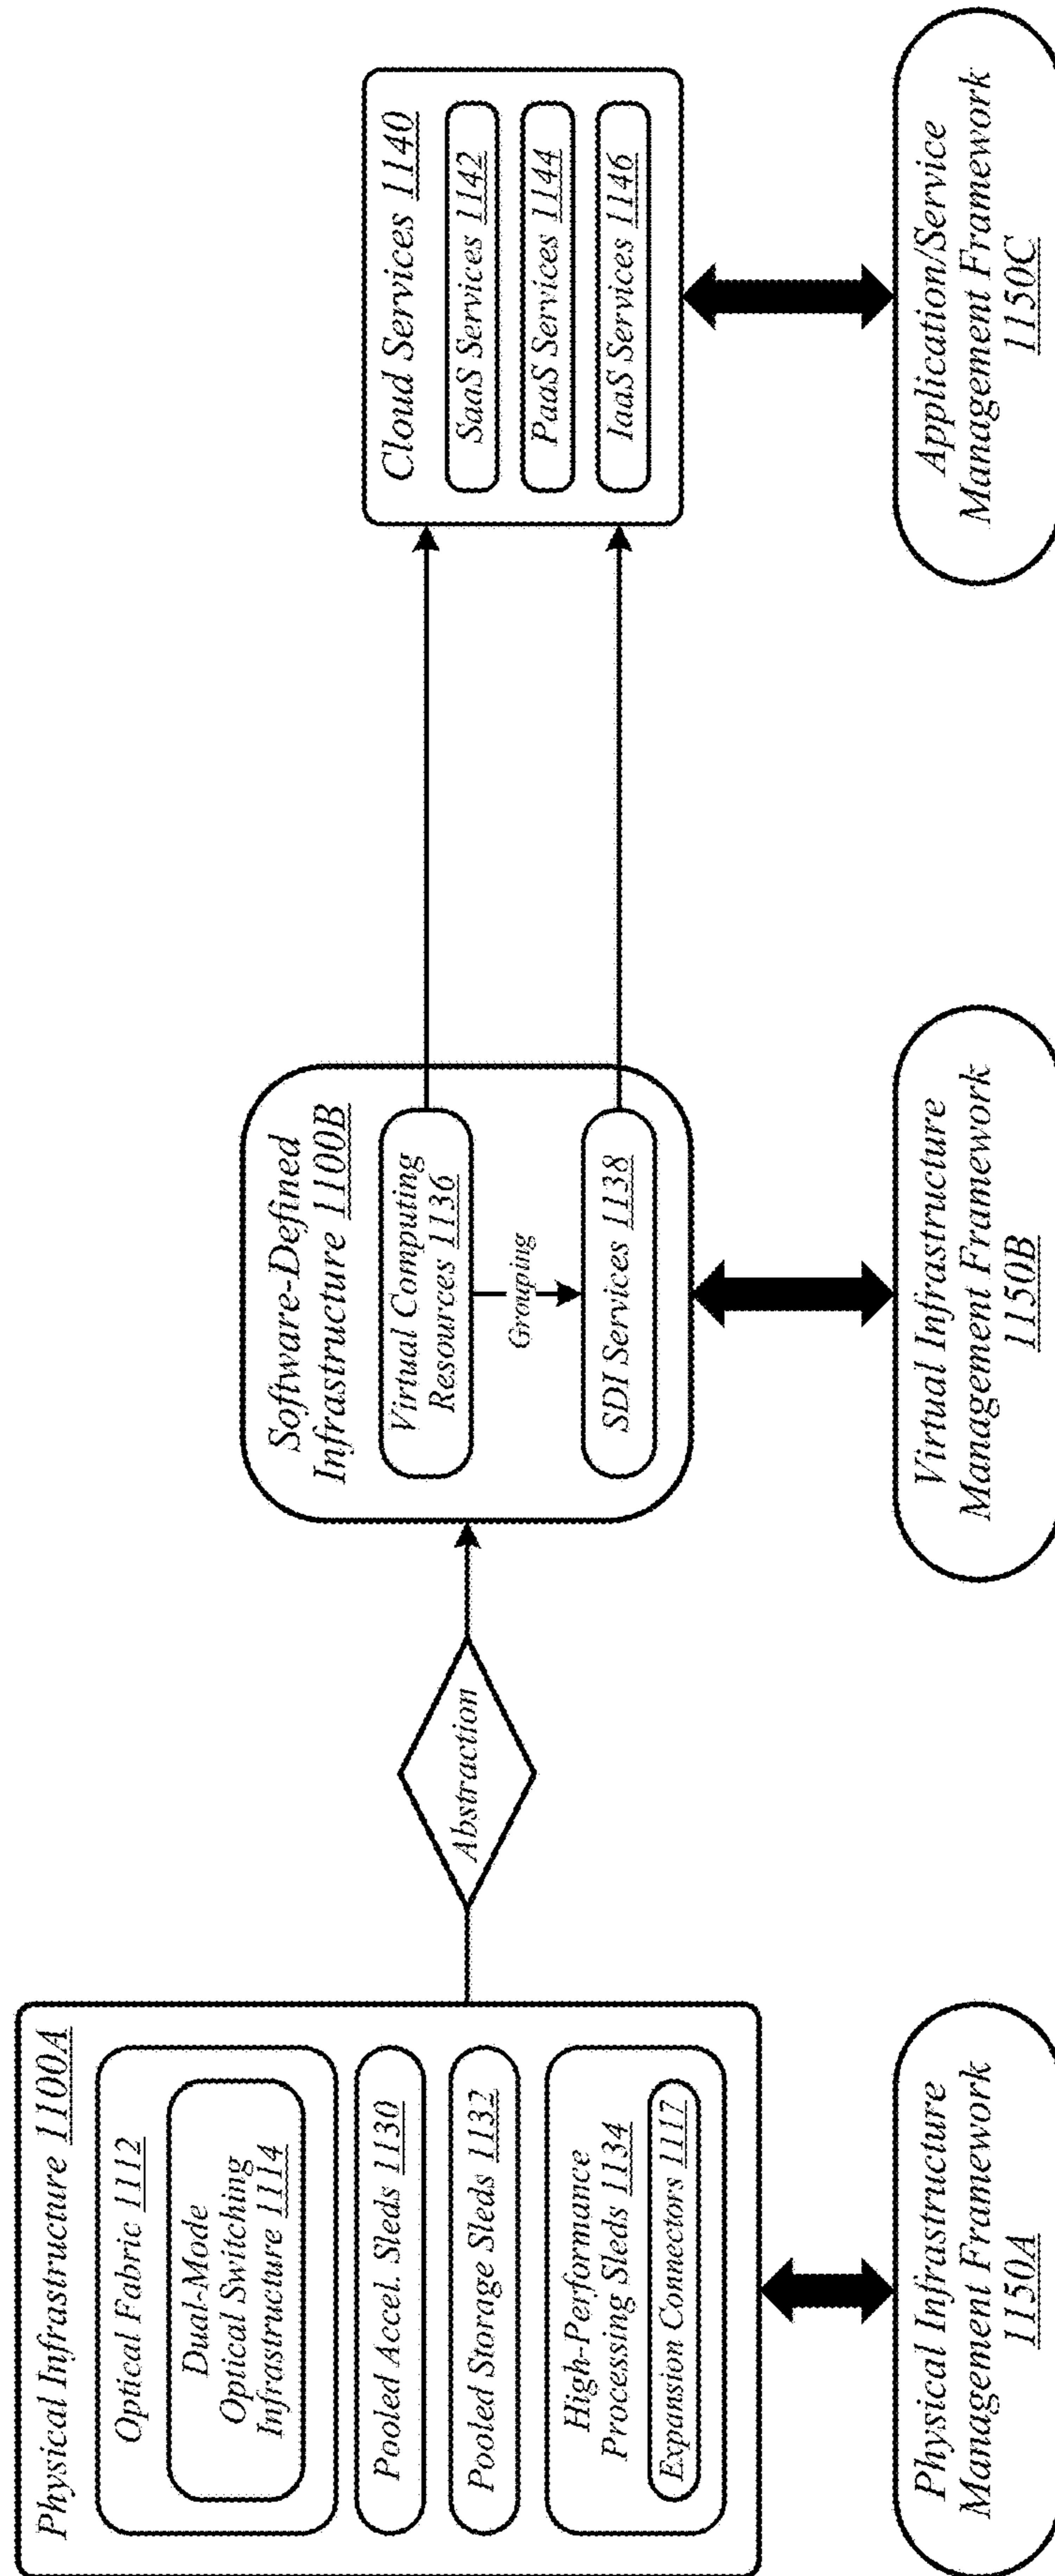 Physical Infrastructure 1100A
Optical Fabric 1112
Dual-Mode
Optical Switching
Infrastructure 1114
Pooled Accel. Sleds 1130
Pooled Storage Sleds 1132
High-Performance
Processing Sleds 1134
Expansion Connectors 1117
Physical Infrastructure
Management Framework
1150A
Abstraction
Software-Defined
Infrastructure 1100B
Virtual Computing
Resources 1136
Grouping
SDI Services 1138
Virtual Infrastructure
Management Framework
1150B
Cloud Services 1140
SaaS Services 1142
PaaS Services 1144
IaaS Services 1146
Application/Service
Management Framework
1150C